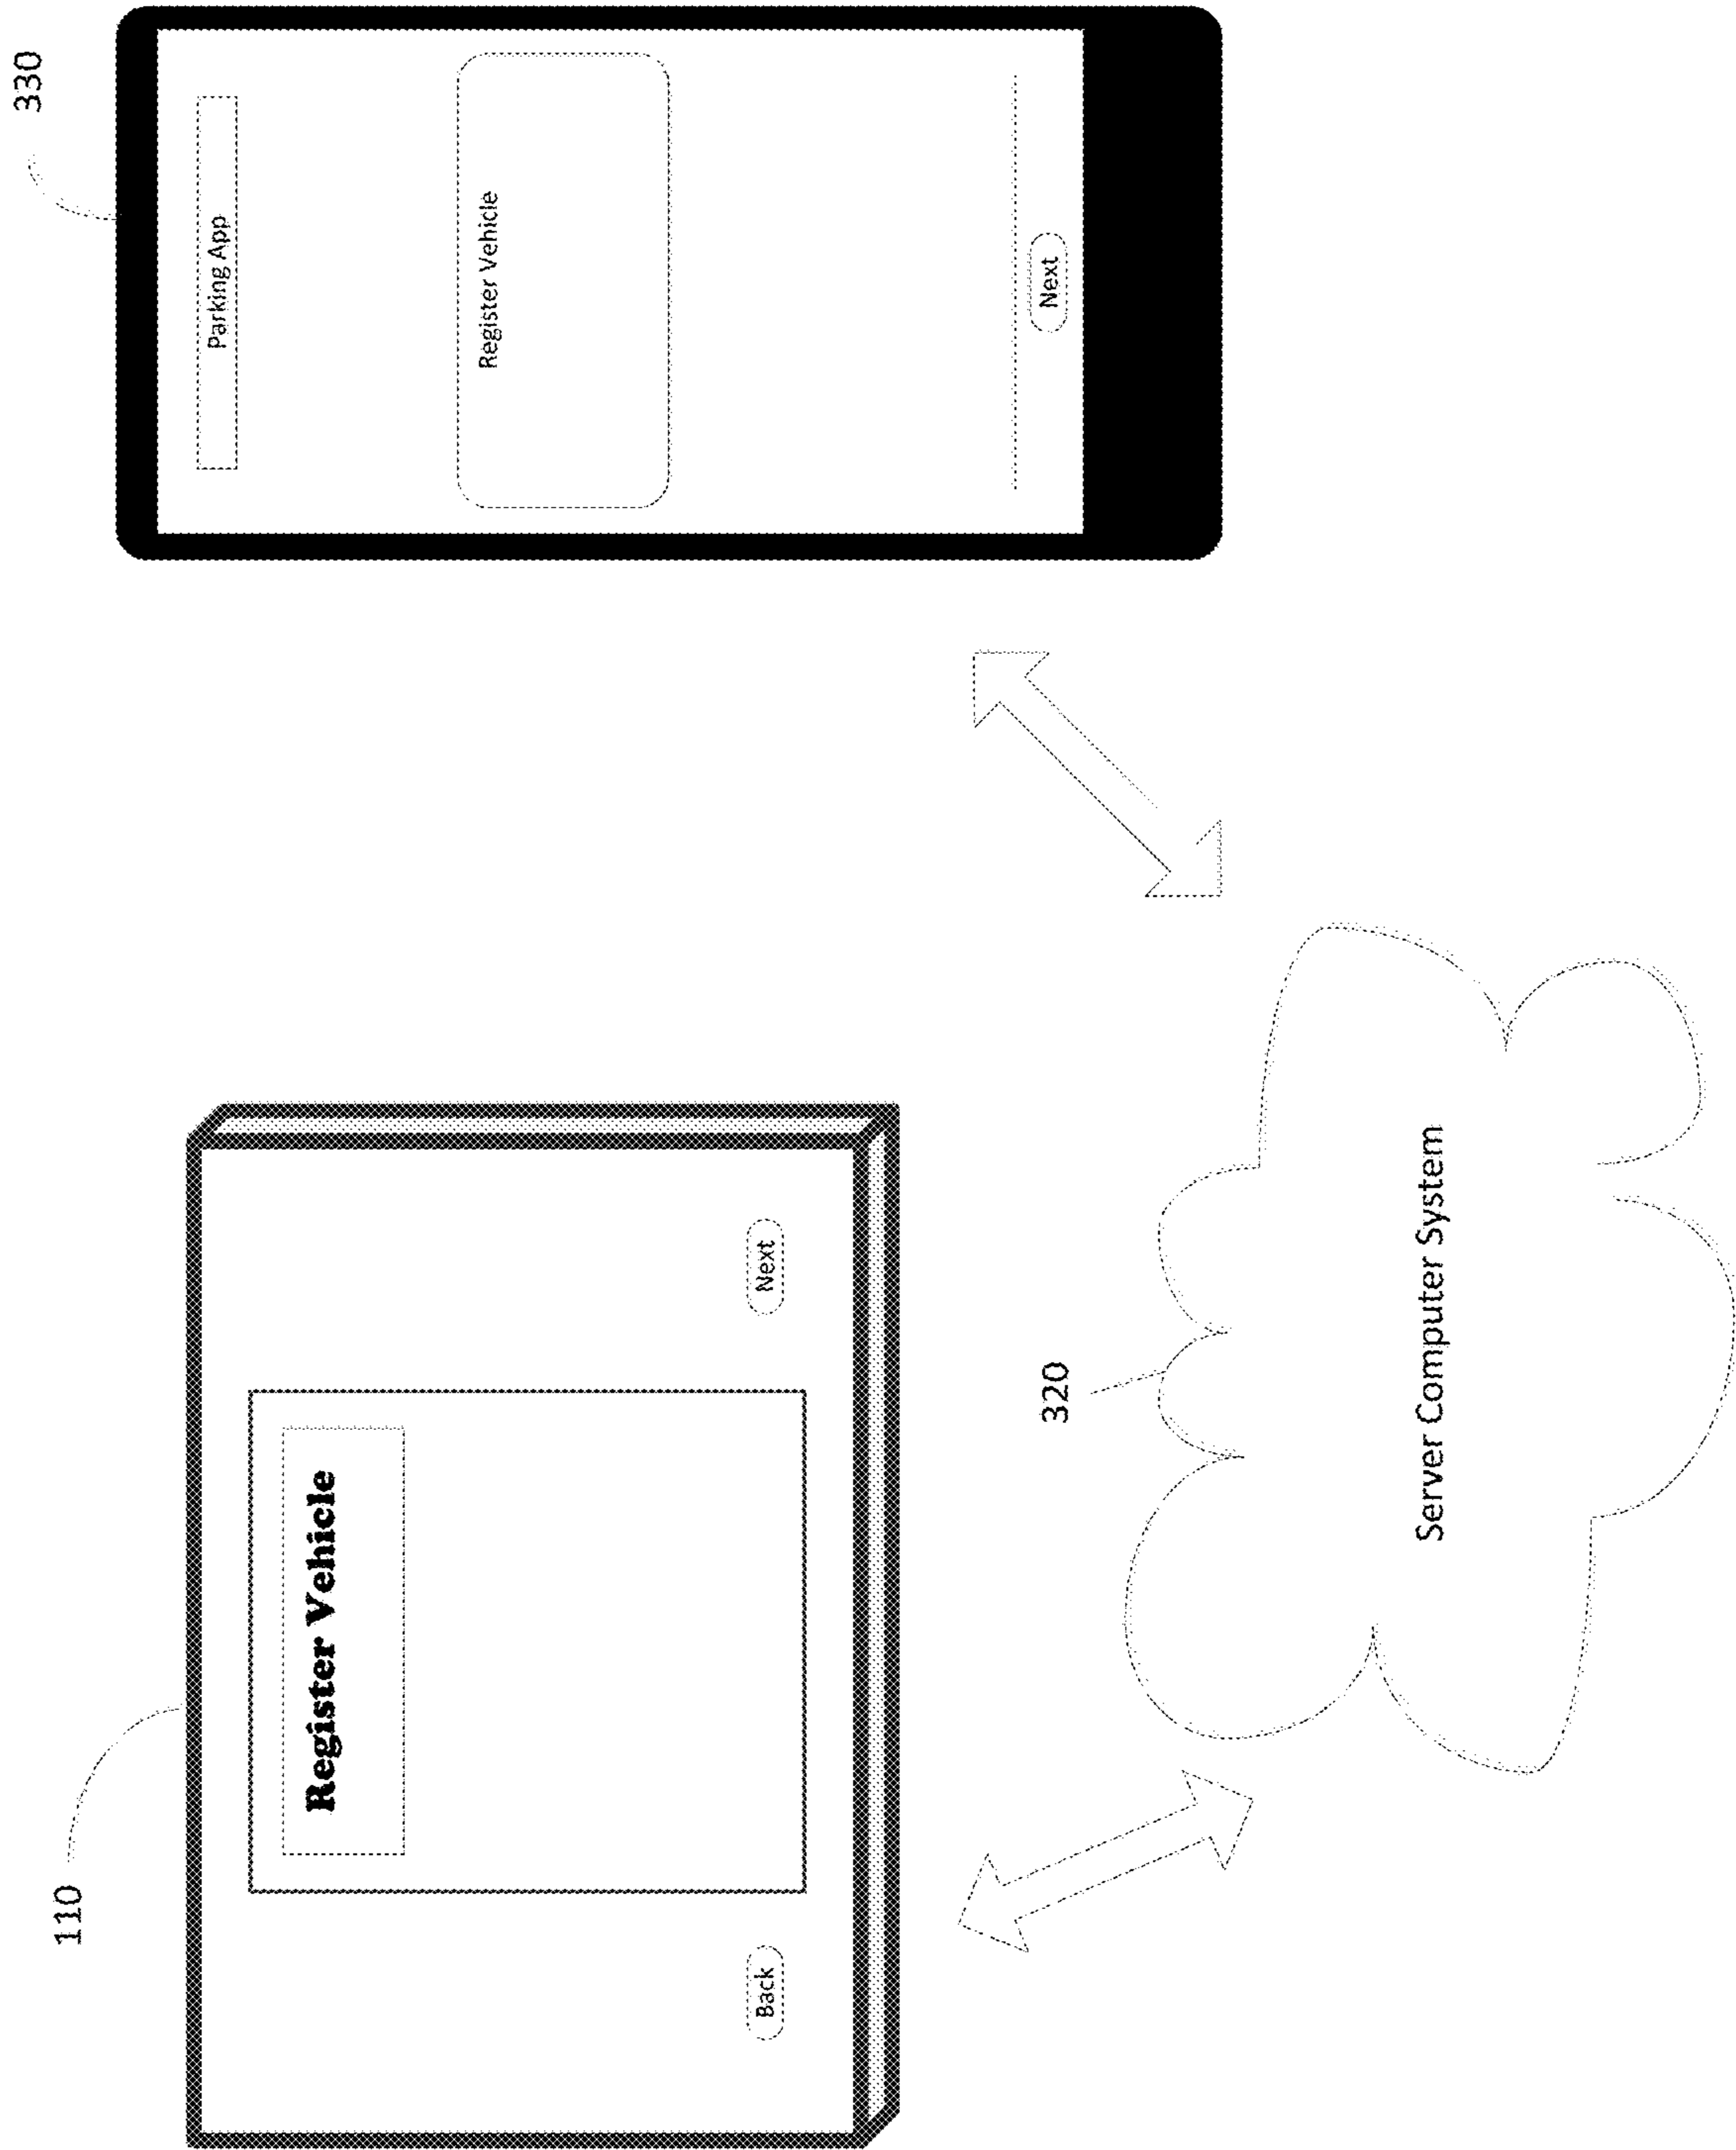 110
Register Vehicle
Back
Next
330
Parking App
Register Vehicle
Next
320
Server Computer System